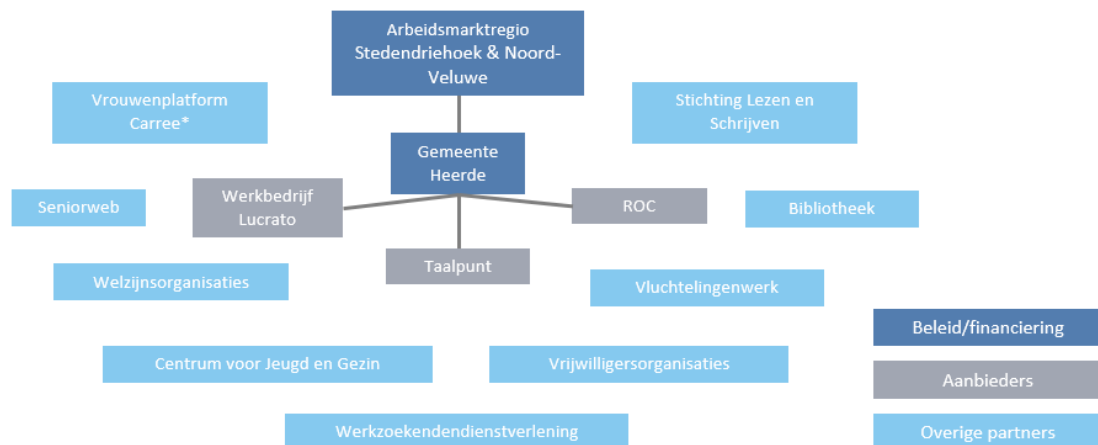 Arbeidsmarktregio
Stedendriehoek & Noord-
Veluwe
Vrouwenplatform
Carree*
Stichting Lezen en
Schrijven
Gemeente
Heerde
Seniorweb
Werkbedrijf
Lucrato
ROC
Bibliotheek
Taalpunt
Welzijnsorganisaties
Vluchtelingenwerk
Beleid/financiering
Centrum voor Jeugd en Gezin
Vrijwilligersorganisaties
Aanbieders
Werkzoekendendienstverlening
Overige partners